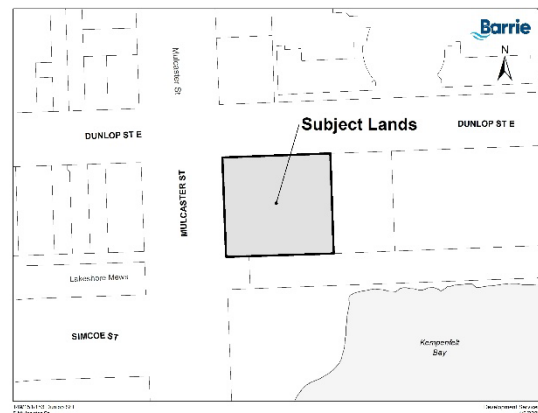 Barrie
N
Mulcaster St
DUNLOP ST E
Subject Lands
DUNLOP ST E
MULCASTER ST
Lakeshore Mews
SIMCOE ST
Kempenfelt
Bay